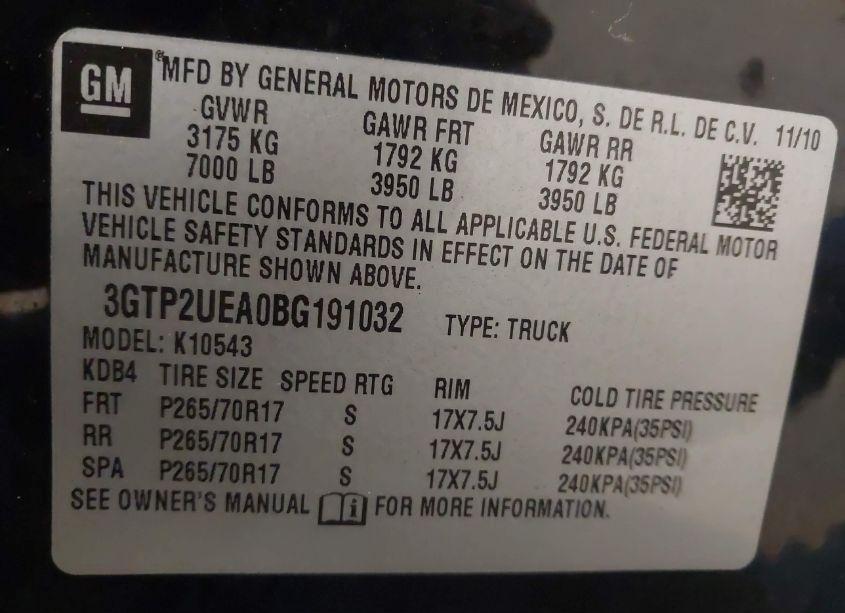 GM ® MFD BY GENERAL MOTORS DE MEXICO, S. DE R.L. DE C.V. 11/10
GVWR GAWR FRT GAWR RR
3175 KG 1792 KG 1792 KG
7000 LB 3950 LB 3950 LB
THIS VEHICLE CONFORMS TO ALL APPLICABLE U.S. FEDERAL MOTOR
VEHICLE SAFETY STANDARDS IN EFFECT ON THE DATE OF
MANUFACTURE SHOWN ABOVE.
3GTP2UEA0BG191032 TYPE: TRUCK
MODEL: K10543
KDB4 TIRE SIZE SPEED RTG RIM COLD TIRE PRESSURE
FRT P265/70R17 S 17X7.5J 240KPA(35PSI)
RR P265/70R17 S 17X7.5J 240KPA(35PSI)
SPA P265/70R17 S 17X7.5J 240KPA(35PSI)
SEE OWNER'S MANUAL i FOR MORE INFORMATION.